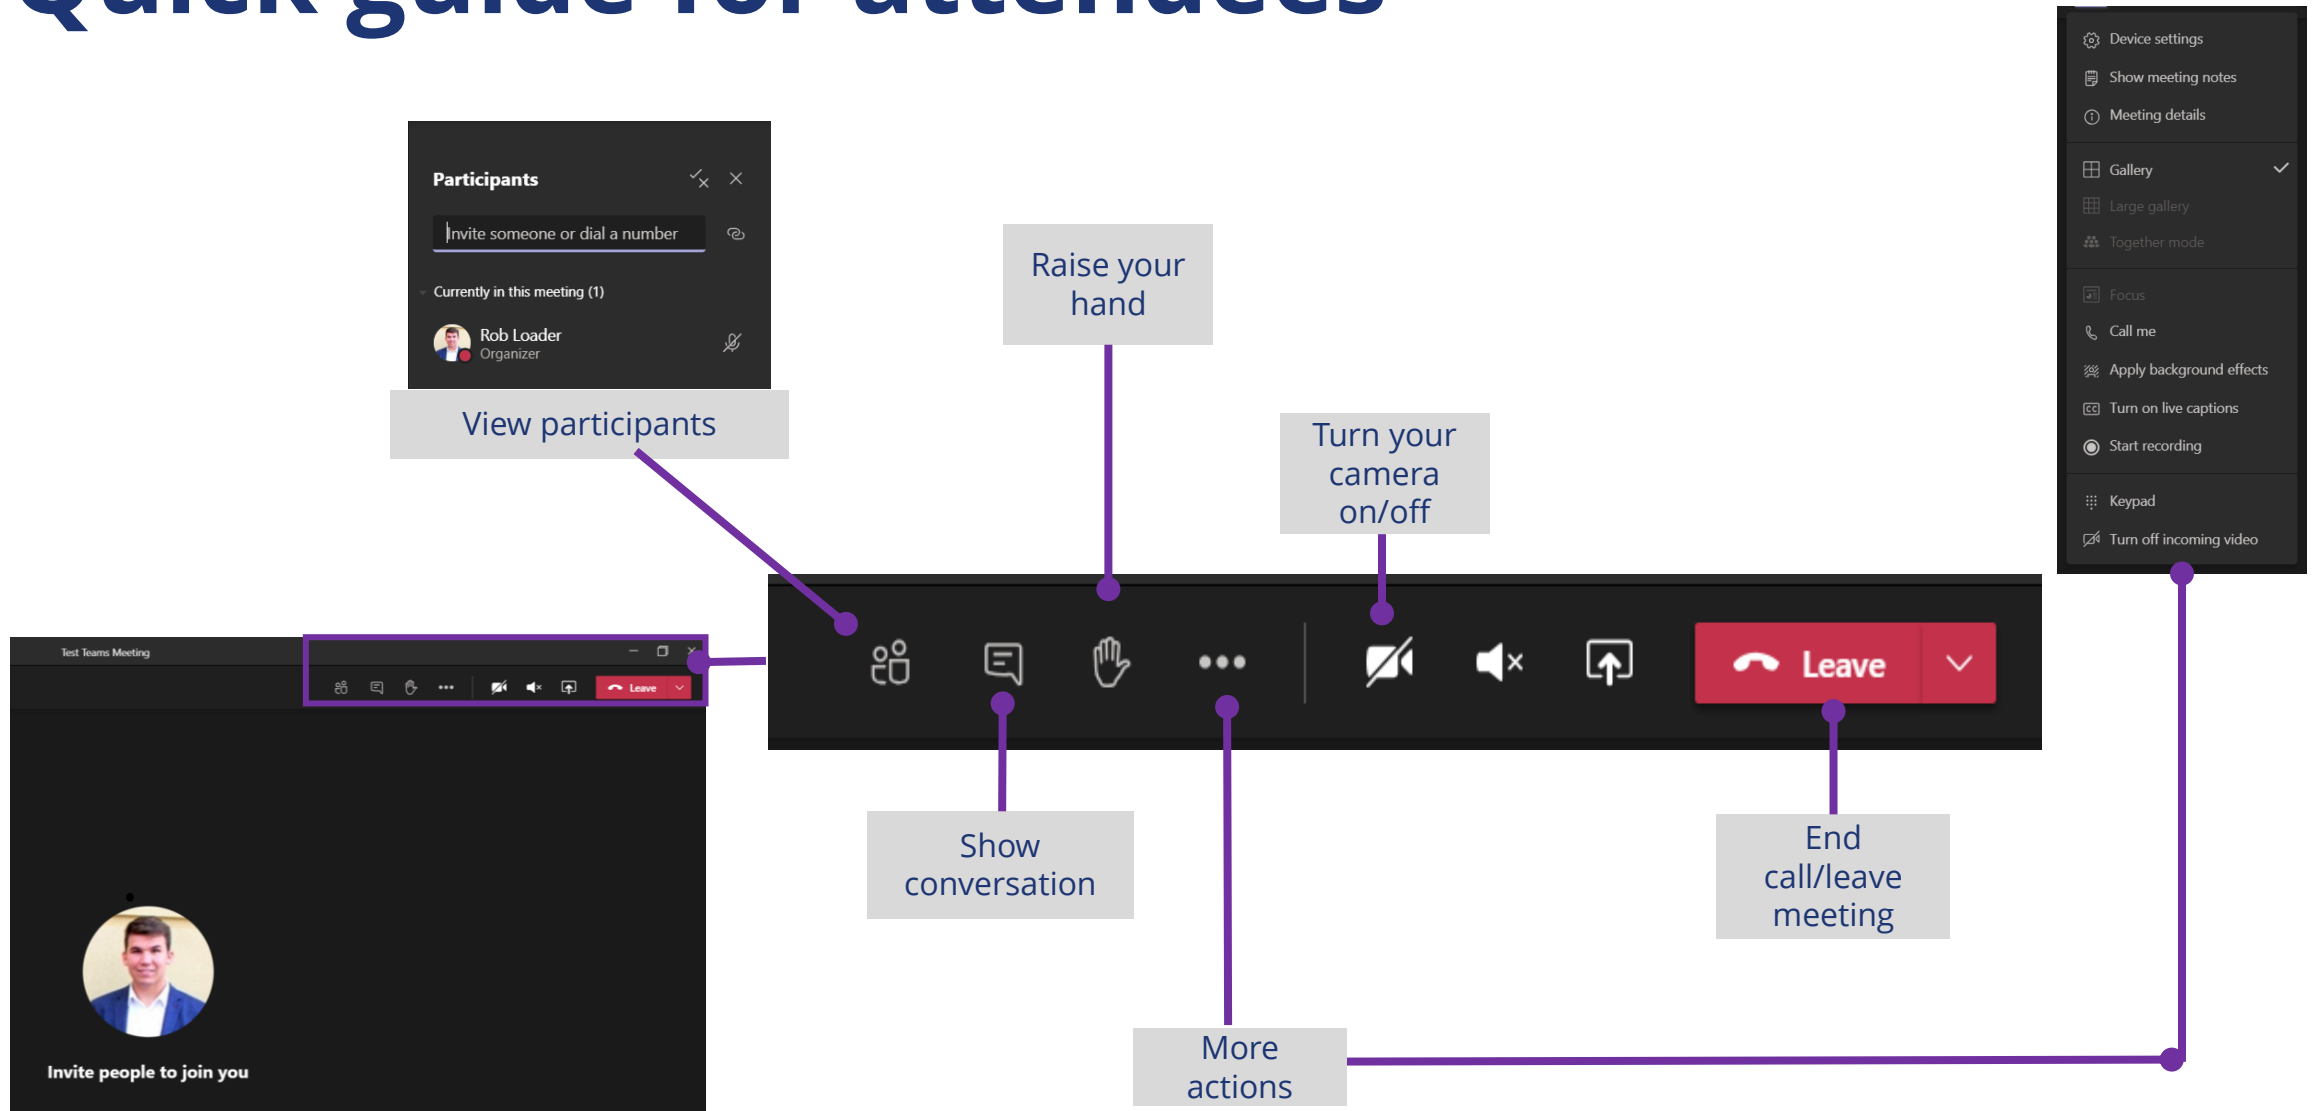 Quick guide for attendees
Participants
Invite someone or dial a number
Currently in this meeting (1)
Rob Loader
Organizer
View participants
Raise your
hand
Turn your
camera
on/off
Device settings
Show meeting notes
Meeting details
Gallery
Large gallery
Together mode
Focus
Call me
Apply background effects
CC Turn on live captions
Start recording
Keypad
Turn off incoming video
Test Teams Meeting
Leave
Invite people to join you
Leave
Show
conversation
End
call/leave
meeting
More
actions